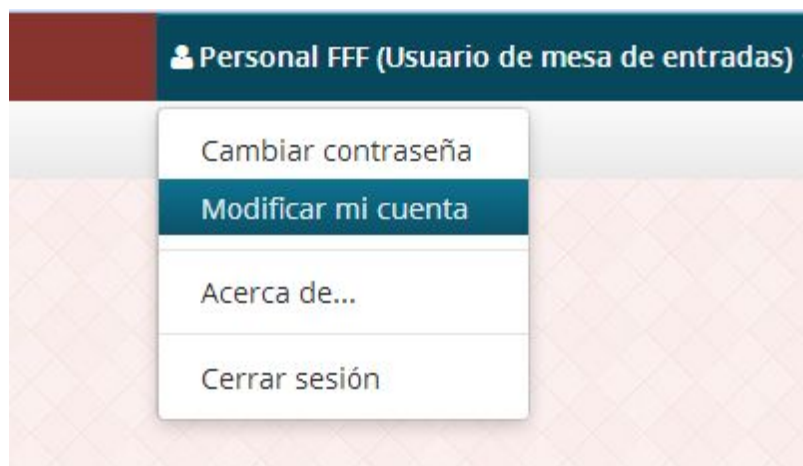 Personal FFF (Usuario de mesa de entradas)
Cambiar contraseña
Modificar mi cuenta
Acerca de...
Cerrar sesión